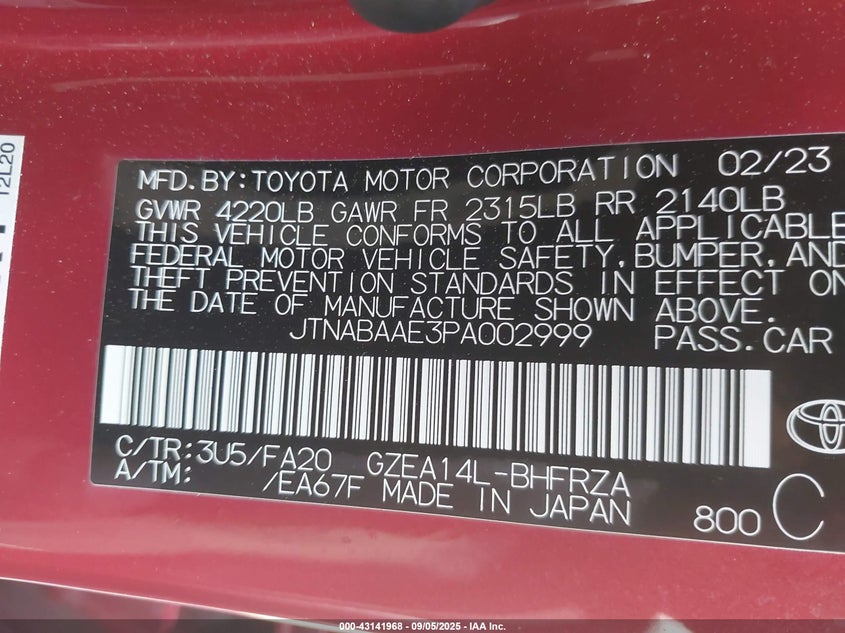 12L20
MFD.BY:TOYOTA MOTOR CORPORATION 02/23
GVWR 4220LB GAWR FR 2315LB RR 2140LB
THIS VEHICLE CONFORMS TO ALL APPLICABLE
FEDERAL MOTOR VEHICLE SAFETY,BUMPER,AND
THEFT PREVENTION STANDARDS IN EFFECT ON
THE DATE OF MANUFACTURE SHOWN ABOVE.
JTNABAAE3PA002999 PASS.CAR
C/TR:3U5/FA20 GZEA14L-BHFRZA
A/TM: /EA67F MADE IN JAPAN
800 C
000-43141968 - 09/05/2025 - IAA Inc.